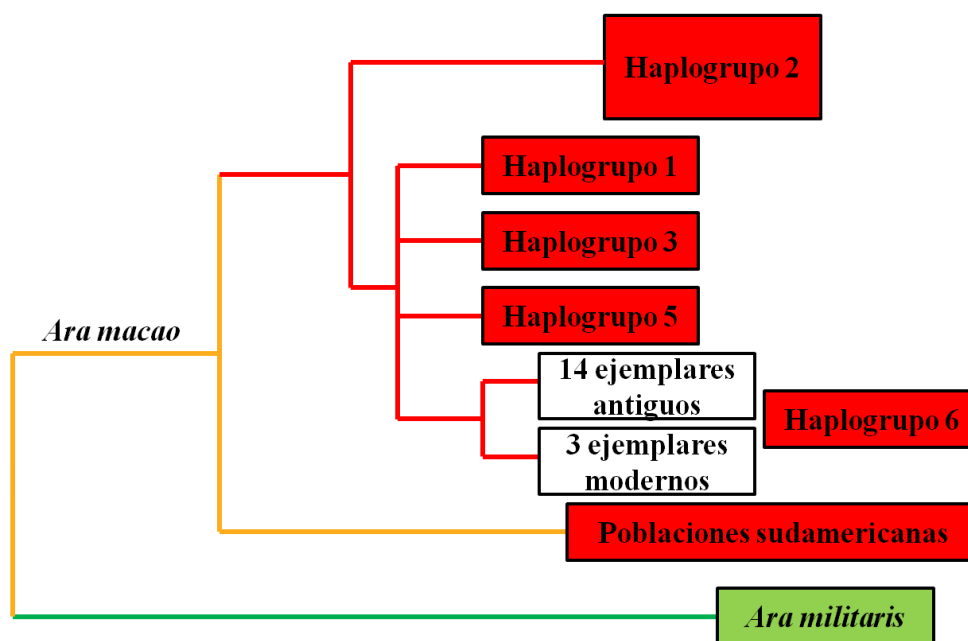 Haplogrupo 2
Haplogrupo 1
Haplogrupo 3
Haplogrupo 5
Ara macao
14 ejemplares
antiguos
Haplogrupo 6
3 ejemplares
modernos
Poblaciones sudamericanas
Ara militaris